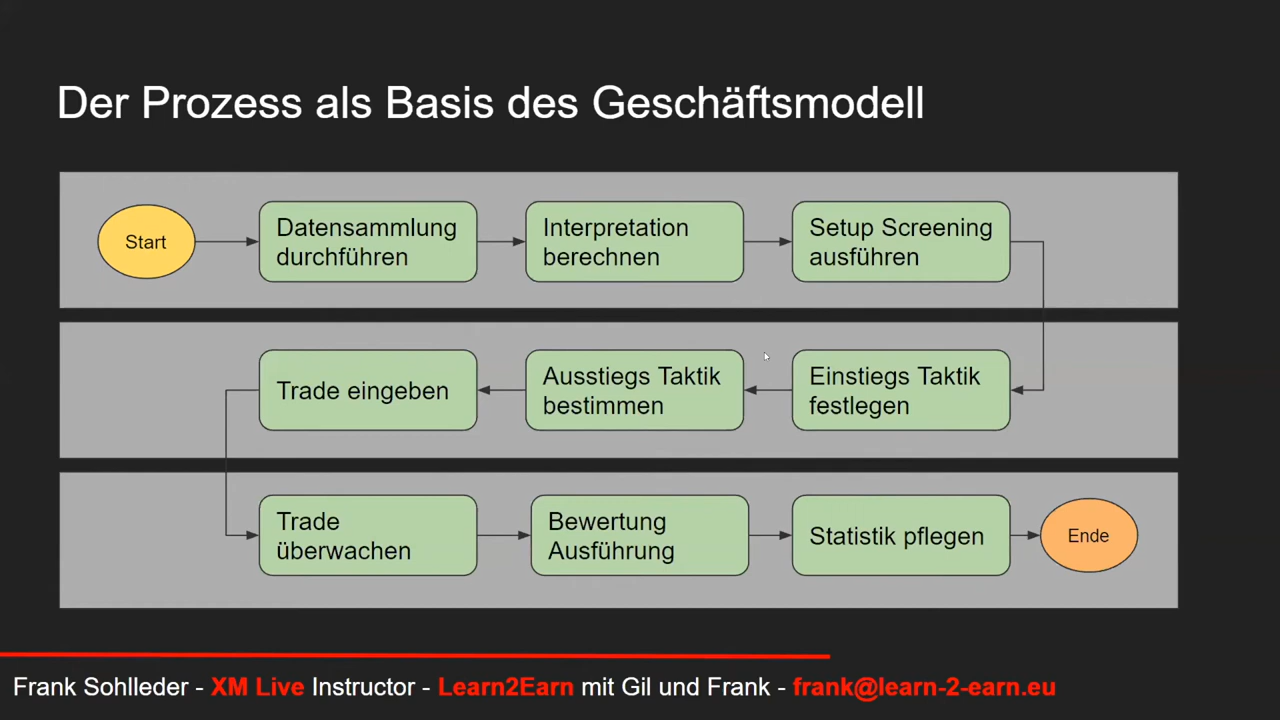 Der Prozess als Basis des Geschäftsmodell
Start
Datensammlung
durchführen
Interpretation
berechnen
Setup Screening
ausführen
Trade eingeben
Ausstiegs Taktik
bestimmen
Einstiegs Taktik
festlegen
Trade
überwachen
Bewertung
Ausführung
Statistik pflegen
Ende
Frank Sohlleder - XM Live Instructor - Learn2Earn mit Gil und Frank - frank@learn-2-earn.eu